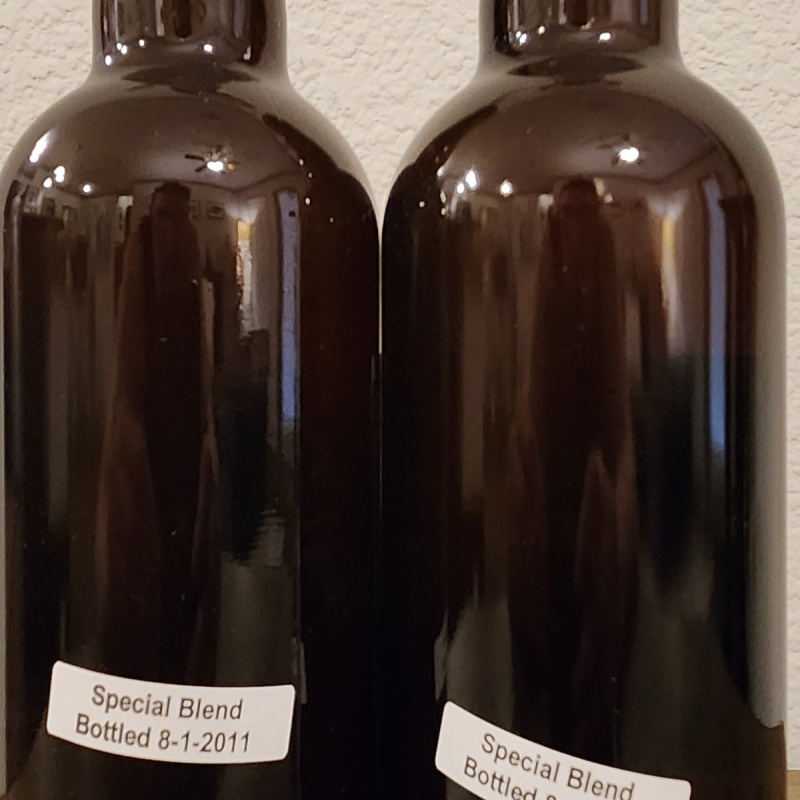 Special Blend
Bottled 8-1-2011
Special Blend
Bottled